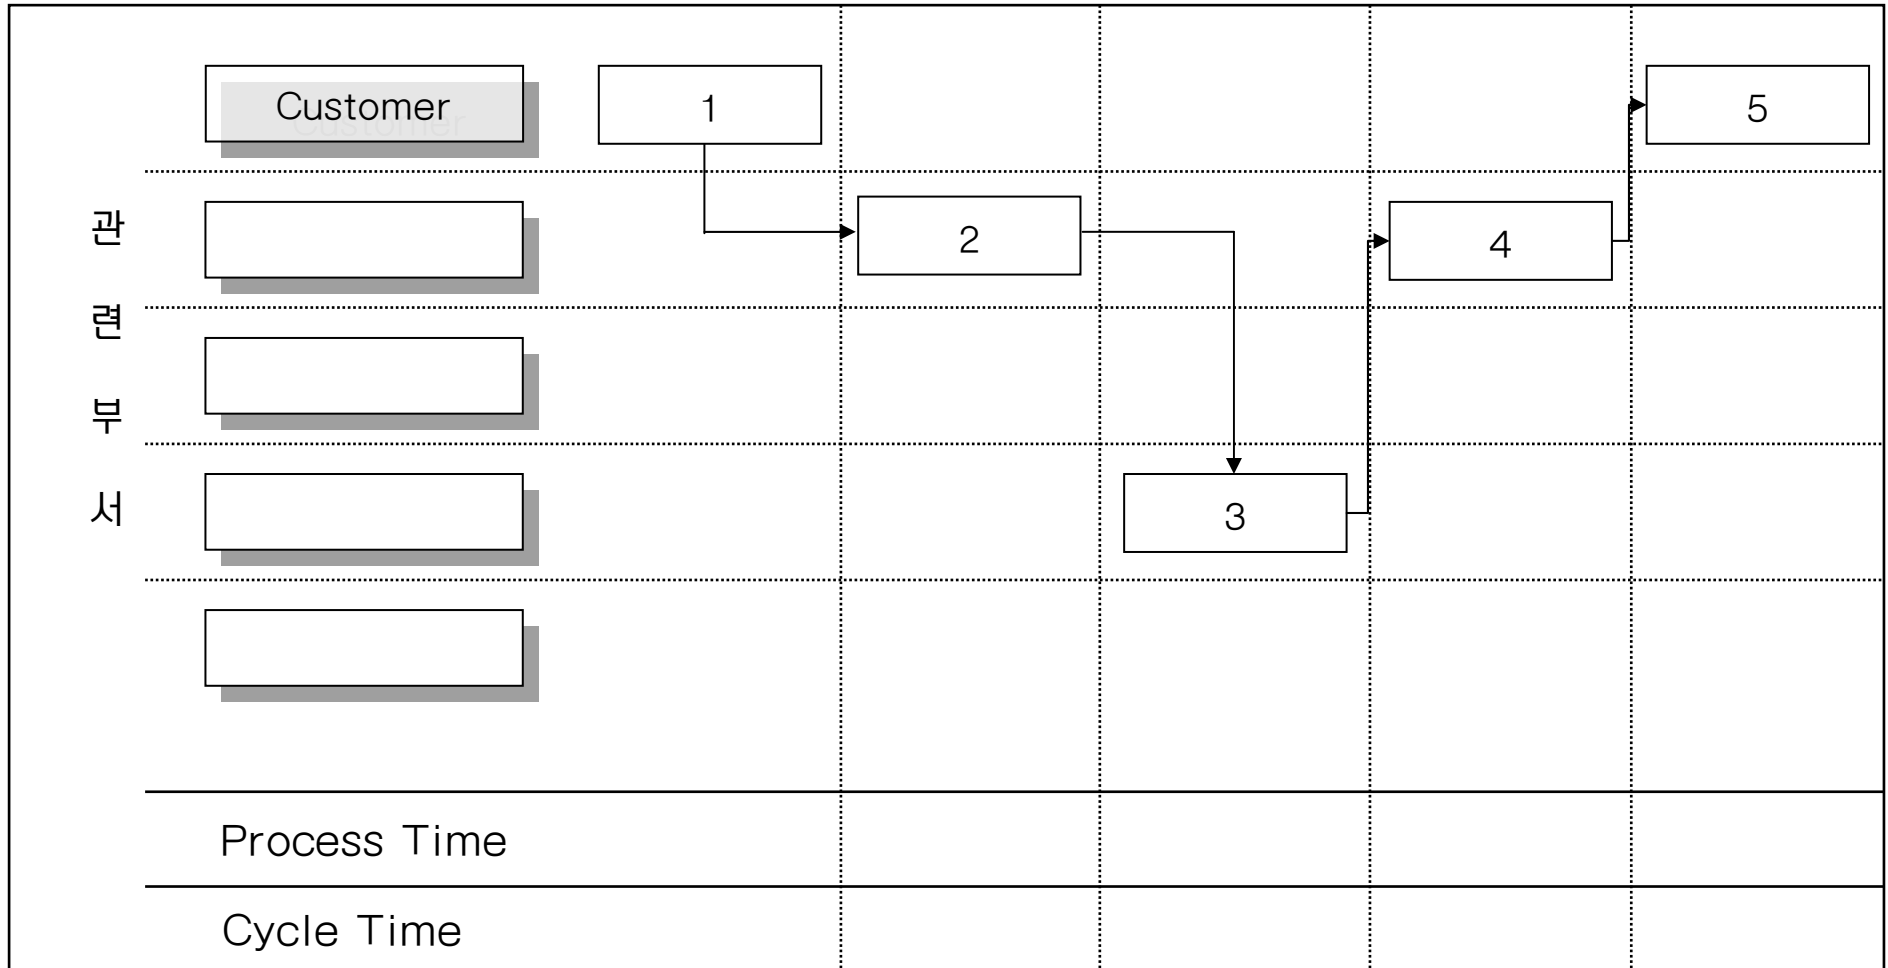 Customer
1
5
관
련
부
서
2
4
3
Process Time
Cycle Time